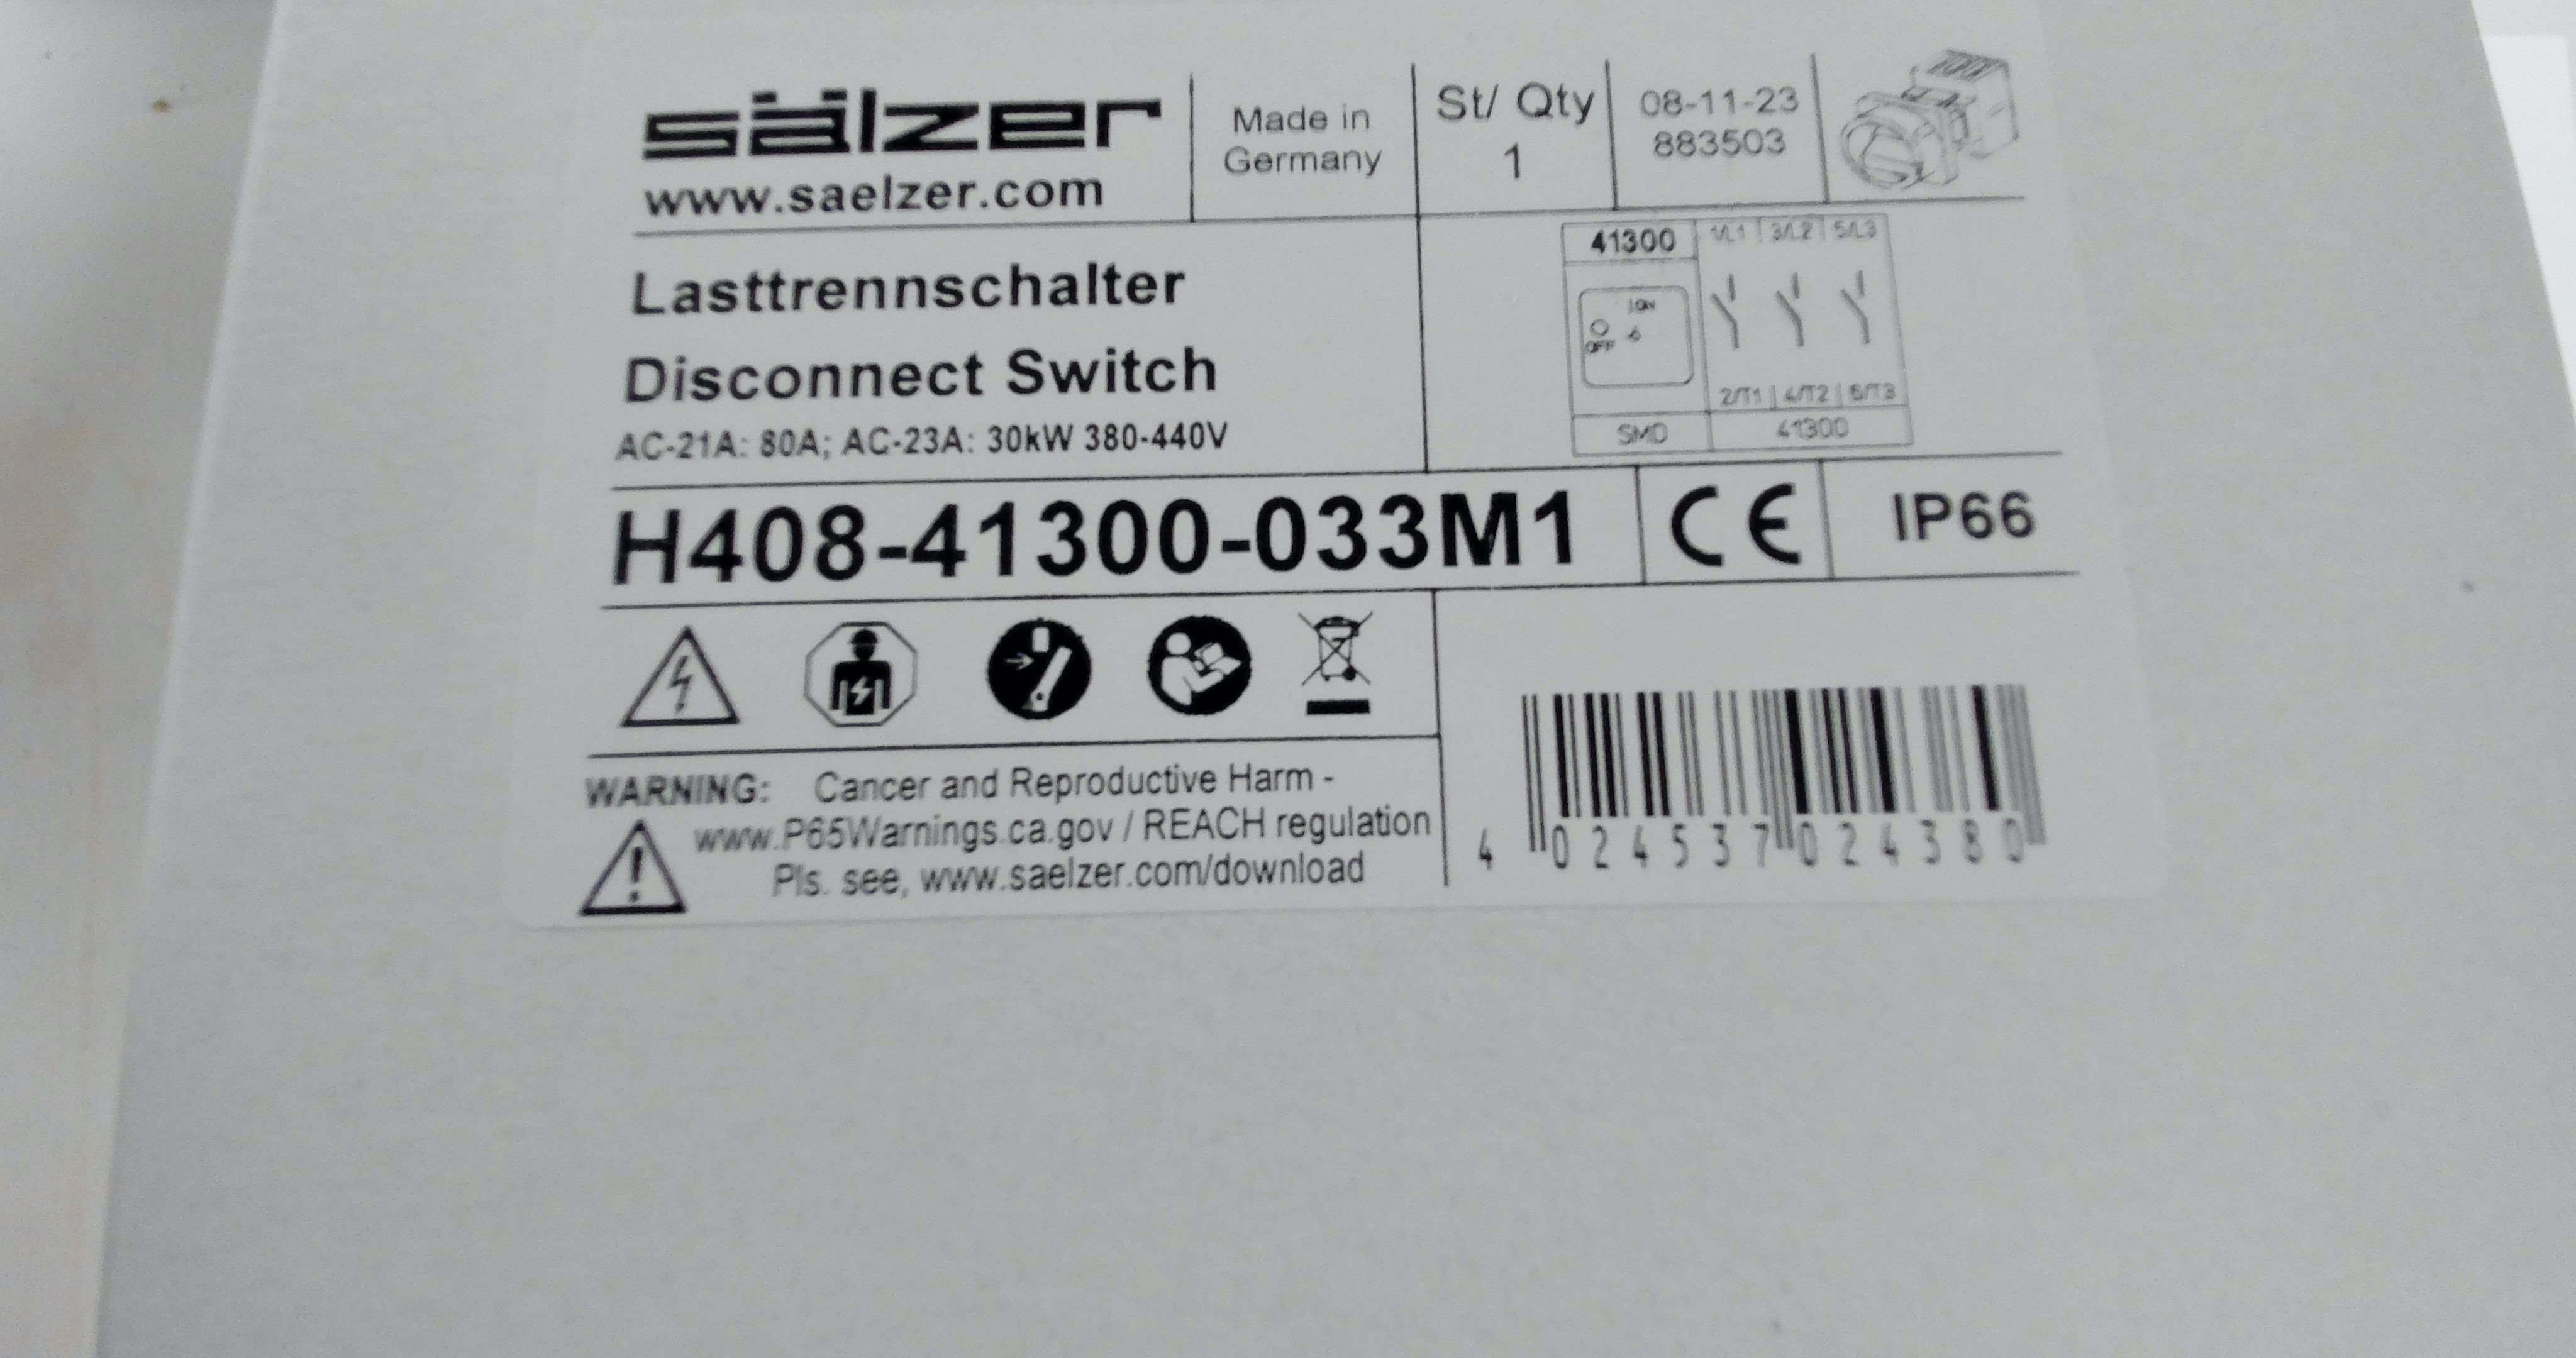 sälzer
www.saelzer.com
Made in
Germany
St/ Qty
1
08-11-23
883503
Lasttrennschalter
Disconnect Switch
AC-21A: 80A; AC-23A: 30kW 380-440V
41300
1/L1 | 3/L2 | 5/L3
ON
OFF
2/T1 | 4/T2 | 6/T3
SMD
41300
H408-41300-033M1
CE
IP66
WARNING: Cancer and Reproductive Harm -
www.P65Warnings.ca.gov / REACH regulation
Pls. see, www.saelzer.com/download
4 024537 024380